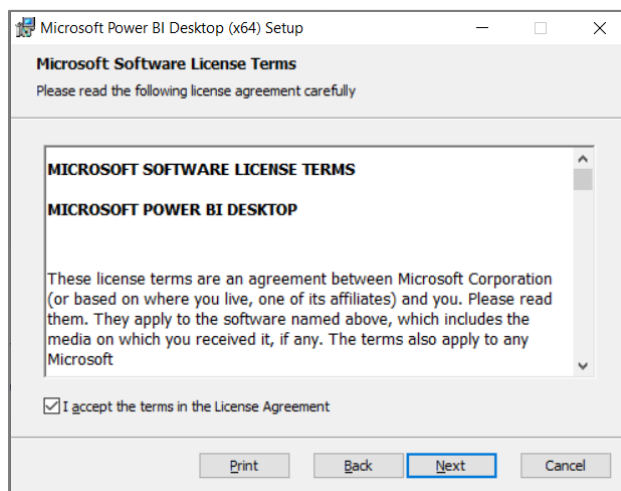 Microsoft Power BI Desktop (x64) Setup
Microsoft Software License Terms
Please read the following license agreement carefully
MICROSOFT SOFTWARE LICENSE TERMS
MICROSOFT POWER BI DESKTOP
These license terms are an agreement between Microsoft Corporation
(or based on where you live, one of its affiliates) and you. Please read
them. They apply to the software named above, which includes the
media on which you received it, if any. The terms also apply to any
Microsoft
I accept the terms in the License Agreement
Print Back Next Cancel